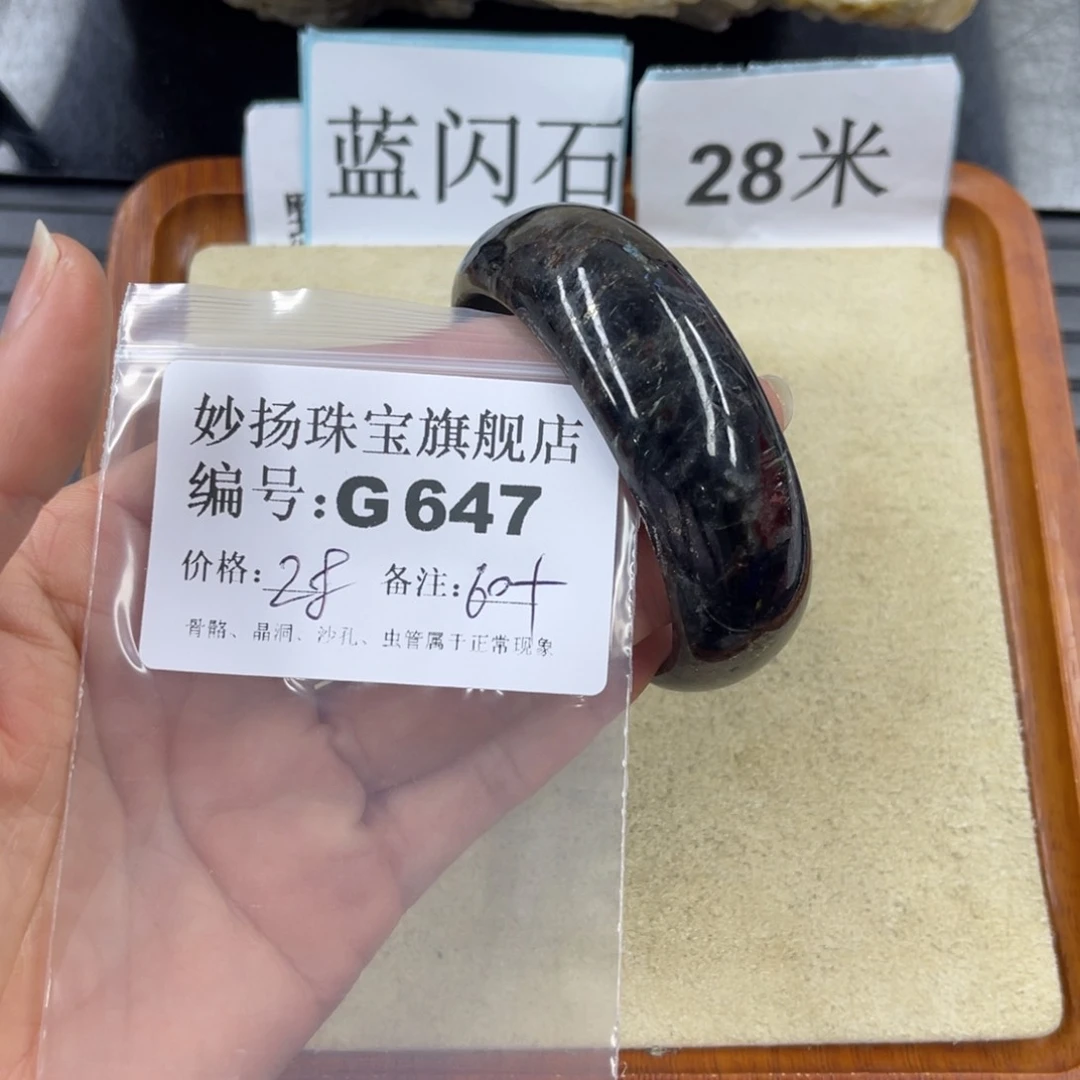 蓝闪石
28米
妙扬珠宝旗舰店
编号:G647
价格:28 备注:60+
骨骼、晶洞、沙孔、虫管属于正常现象